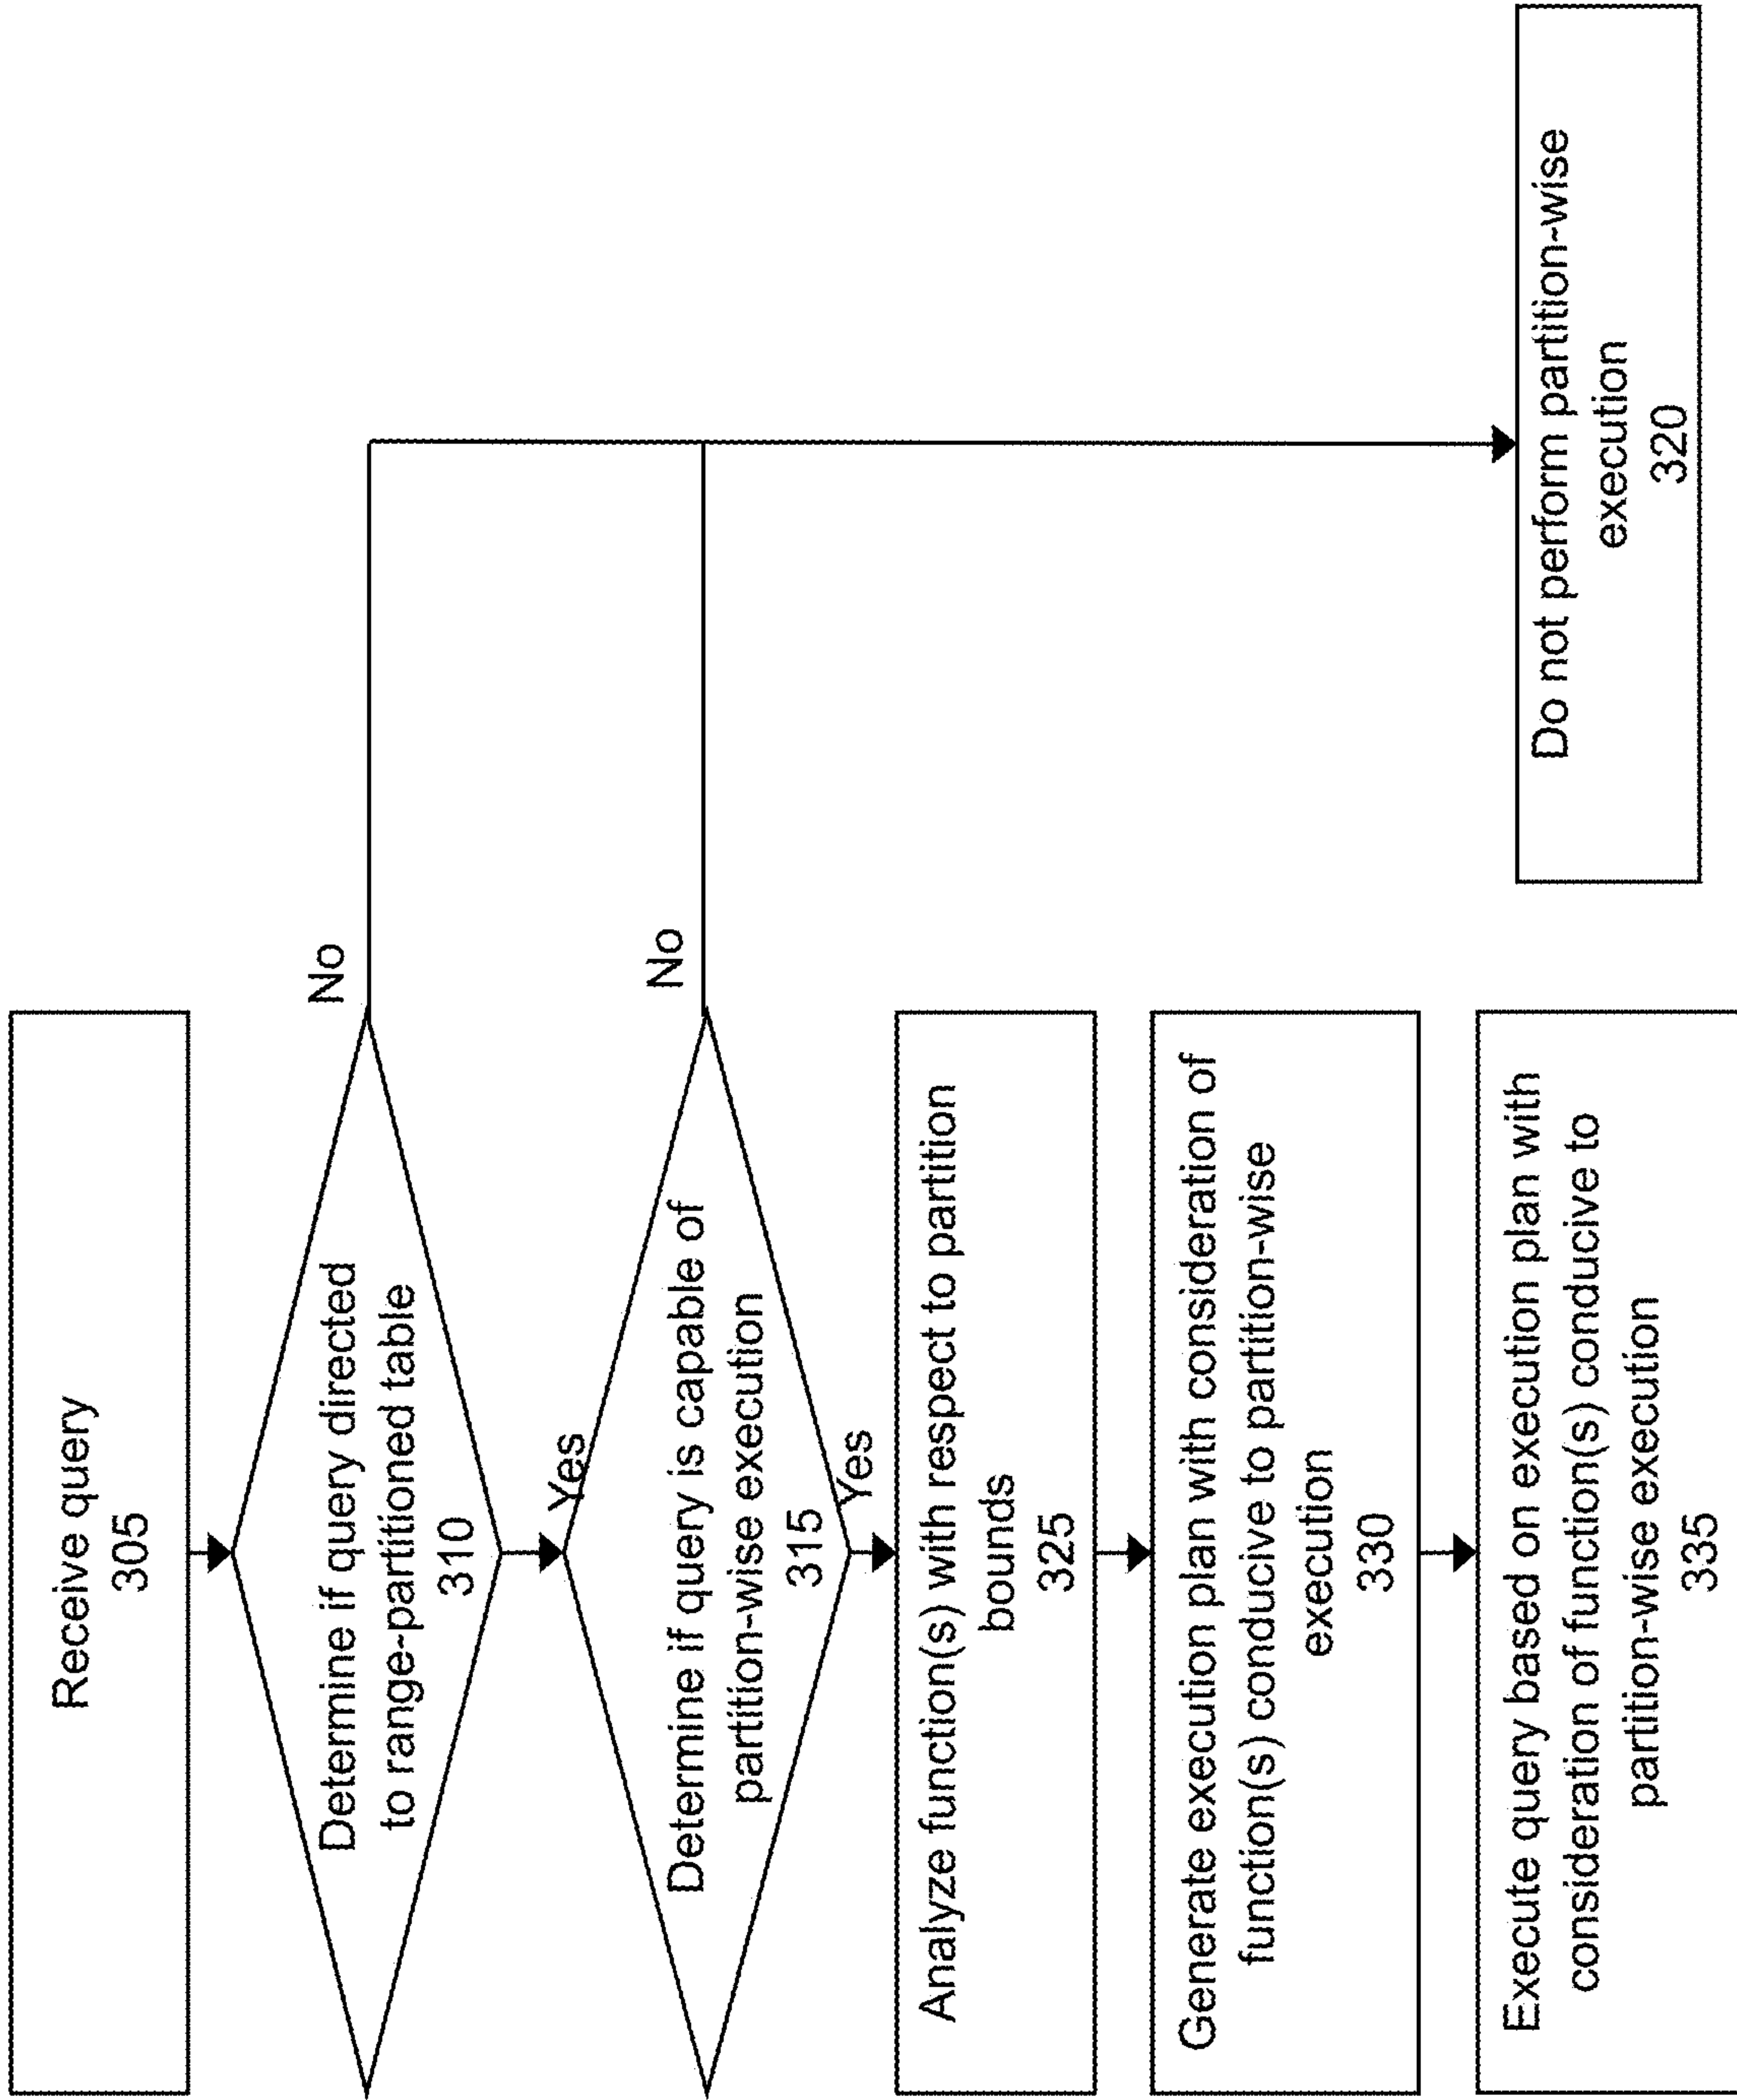 Receive query
305
Determine if query directed
to range-partitioned table
310
No
Yes
Determine if query is capable of
partition-wise execution
315
No
Yes
Analyze function(s) with respect to partition
bounds
325
Generate execution plan with consideration of
function(s) conducive to partition-wise
execution
330
Execute query based on execution plan with
consideration of function(s) conducive to
partition-wise execution
335
Do not perform partition-wise
execution
320